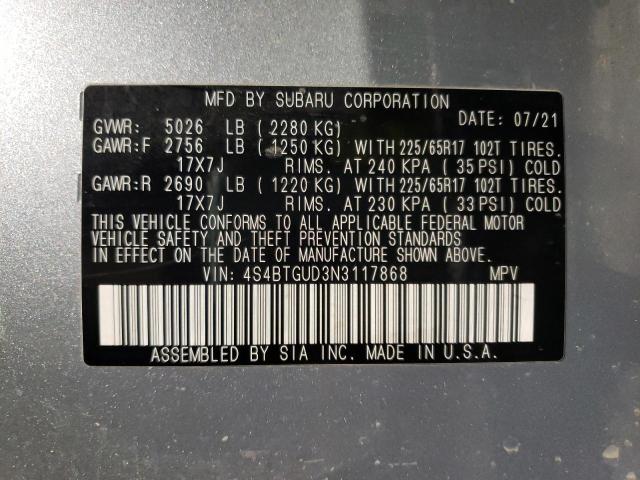 MFD BY SUBARU CORPORATION
DATE: 07/21
GVWR: 5026 LB (2280 KG)
GAWR:F 2756 LB (1250 KG) WITH 225/65R17 102T TIRES.
17X7J RIMS. AT 240 KPA (35 PSI) COLD
GAWR:R 2690 LB (1220 KG) WITH 225/65R17 102T TIRES.
17X7J RIMS. AT 230 KPA (33 PSI) COLD
THIS VEHICLE CONFORMS TO ALL APPLICABLE FEDERAL MOTOR
VEHICLE SAFETY AND THEFT PREVENTION STANDARDS
IN EFFECT ON THE DATE OF MANUFACTURE SHOWN ABOVE.
VIN: 4S4BTGUD3N3117868 MPV
ASSEMBLED BY SIA INC. MADE IN U.S.A.